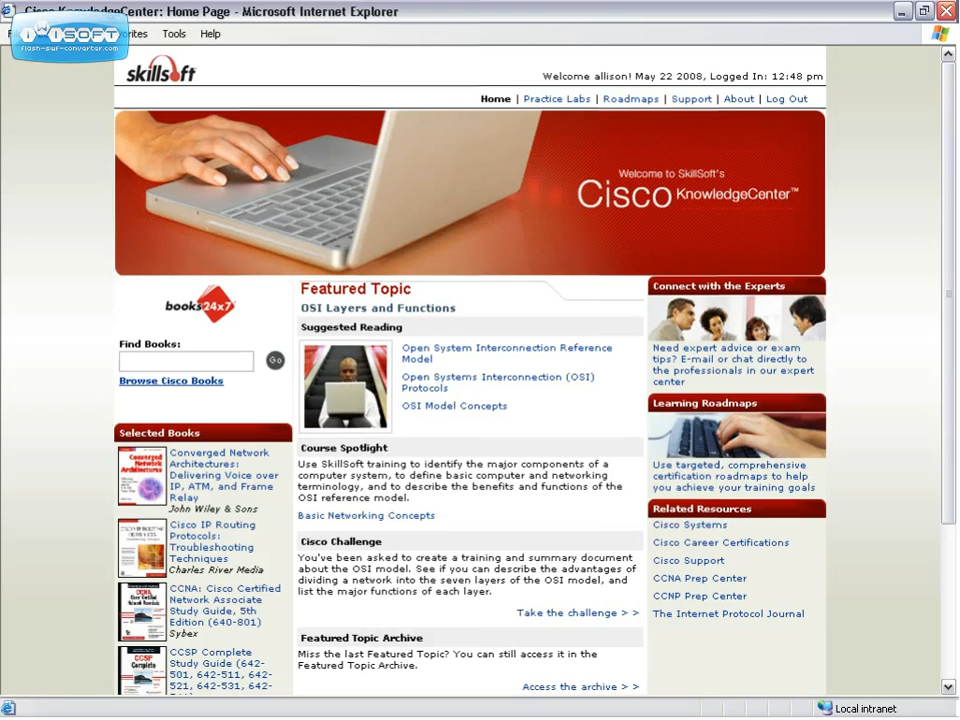 Cisco KnowledgeCenter: Home Page - Microsoft Internet Explorer
iWiSOFT
flash-swf-converter.com
Tools Help
skillsoft
Welcome allison! May 22 2008, Logged In: 12:48 pm
Home | Practice Labs | Roadmaps | Support | About | Log Out
Welcome to SkillSoft's
Cisco KnowledgeCenter™
books24x7
Find Books:
Go
Browse Cisco Books
Selected Books
Converged Network
Architectures:
Delivering Voice over
IP, ATM, and Frame
Relay
John Wiley & Sons
Cisco IP Routing
Protocols:
Troubleshooting
Techniques
Charles River Media
CCNA: Cisco Certified
Network Associate
Study Guide, 5th
Edition (640-801)
Sybex
CCSP Complete
Study Guide (642-
501, 642-511, 642-
521, 642-531, 642-
Featured Topic
OSI Layers and Functions
Suggested Reading
Open System Interconnection Reference
Model
Open Systems Interconnection (OSI)
Protocols
OSI Model Concepts
Course Spotlight
Use SkillSoft training to identify the major components of a
computer system, to define basic computer and networking
terminology, and to describe the benefits and functions of the
OSI reference model.
Basic Networking Concepts
Cisco Challenge
You've been asked to create a training and summary document
about the OSI model. See if you can describe the advantages of
dividing a network into the seven layers of the OSI model, and
list the major functions of each layer.
Take the challenge > >
Featured Topic Archive
Miss the last Featured Topic? You can still access it in the
Featured Topic Archive.
Access the archive > >
Connect with the Experts
Need expert advice or exam
tips? E-mail or chat directly to
the professionals in our expert
center
Learning Roadmaps
Use targeted, comprehensive
certification roadmaps to help
you achieve your training goals
Related Resources
Cisco Systems
Cisco Career Certifications
Cisco Support
CCNA Prep Center
CCNP Prep Center
The Internet Protocol Journal
Local intranet